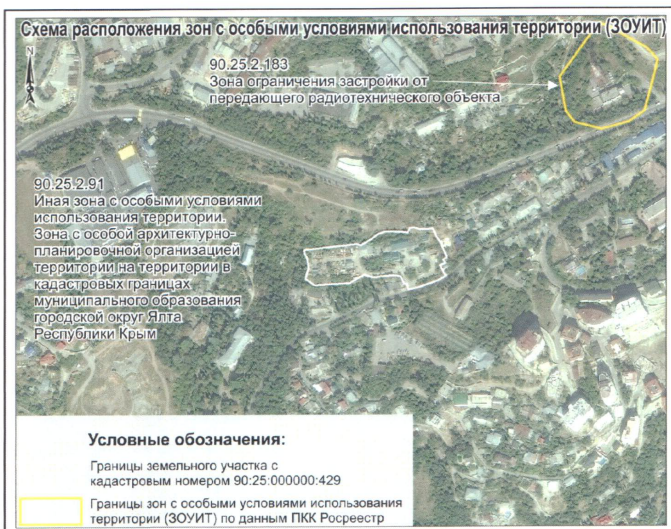 Схема расположения зон с особыми условиями использования территории (ЗОУИТ)
N
90.25.2.183
Зона ограничения застройки от
передающего радиотехнического объекта
90.25.2.91
Иная зона с особыми условиями
использования территории.
Зона с особой архитектурно-
планировочной организацией
территории на территории в
кадастровых границах
муниципального образования
городской округ Ялта
Республики Крым
Условные обозначения:
Границы земельного участка с
кадастровым номером 90:25:000000:429
Границы зон с особыми условиями использования
территории (ЗОУИТ) по данным ПКК Росреестр